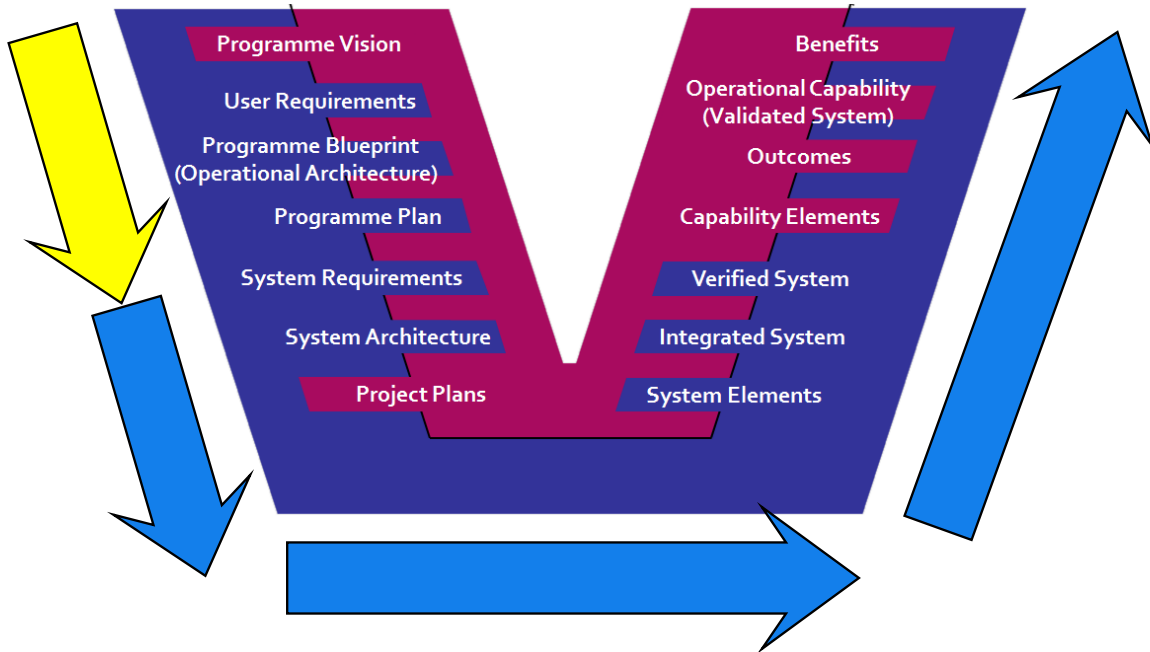 Programme Vision
User Requirements
Programme Blueprint
(Operational Architecture)
Programme Plan
System Requirements
System Architecture
Project Plans
Benefits
Operational Capability
(Validated System)
Outcomes
Capability Elements
Verified System
Integrated System
System Elements